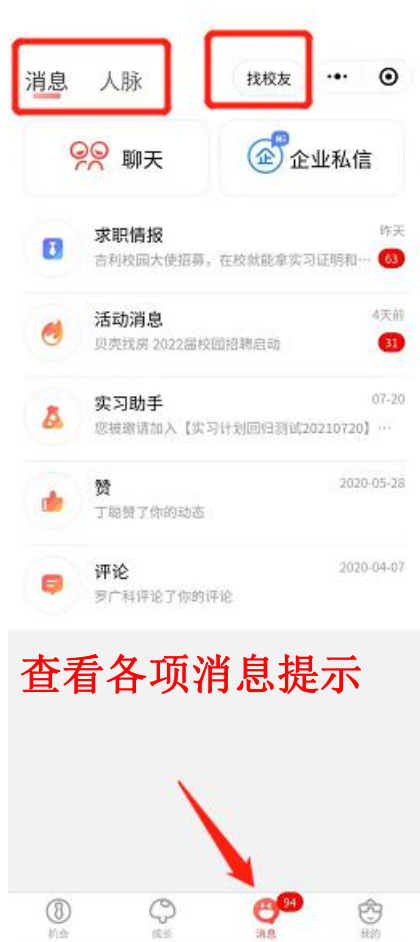 消息 人脉 找校友
聊天 企业私信
求职情报 昨天
吉利校园大使招募，在校就能拿实习证明和… 63
活动消息 4天前
贝壳找房 2022届校园招聘启动 31
实习助手 07-20
您被邀请加入【实习计划回归测试20210720】…
赞 2020-05-28
丁聪赞了你的动态
评论 2020-04-07
罗广科评论了你的评论
查看各项消息提示
94
机会 成长 消息 我的